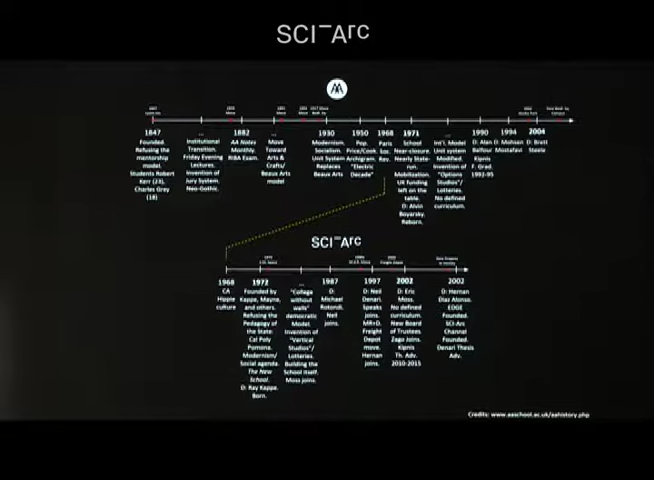 SCI-Arc
AA
1847
Founded.
Refusing the
mentorship
model.
Students Robert
Kerr (23),
Charles Grey
(18)
...
Institutional
Transition.
Friday Evening
Lectures.
Invention of
Jury System.
Neo-Gothic.
1882
AA Notes
Monthly.
RIBA Exam.
...
Move
Toward
Arts &
Crafts/
Beaux Arts
model
1930
Modernism.
Socialism.
Unit System
Replaces
Beaux Arts
1950
Pop.
Price/Cook.
Archigram.
"Electric
Decade"
1968
Paris
Soc.
Rev.
1971
School
Near-closure.
Nearly State-
run.
Mobilization.
UK funding
left on the
table.
D: Alvin
Boyarsky.
Reborn.
...
Int'l. Model
Unit system
Modified.
Invention of
"Options
Studios"/
Lotteries.
No defined
curriculum.
1990
D: Alan
Balfour
Kipnis
F. Grad.
1992-95
1994
D: Mohsen
Mostafavi
2004
D: Brett
Steele
SCI-Arc
1968
CA
Hippie
culture
1972
Founded by
Kappe, Mayne,
and others.
Refusing the
Pedagogy of
the State:
Cal Poly
Pomona.
Modernism/
Social agenda.
The New
School.
D: Ray Kappe.
Born.
...
"College
without
walls"
democratic
Model.
Invention of
"Vertical
Studios"/
Lotteries.
Building the
School itself.
Moss joins.
1987
D:
Michael
Rotondi.
Neil
joins.
1997
D: Neil
Denari.
Speaks
joins.
MR+D.
Freight
Depot
move.
Hernan
joins.
2002
D: Eric
Moss.
No defined
curriculum.
New Board
of Trustees
Zago Joins.
Kipnis
Th. Adv.
2010-2015
2002
D: Hernan
Diaz Alonso.
EDGE
Founded.
SCI-Arc
Channel
Founded.
Denari Thesis
Adv.
Credits: www.aaschool.ac.uk/aahistory.php